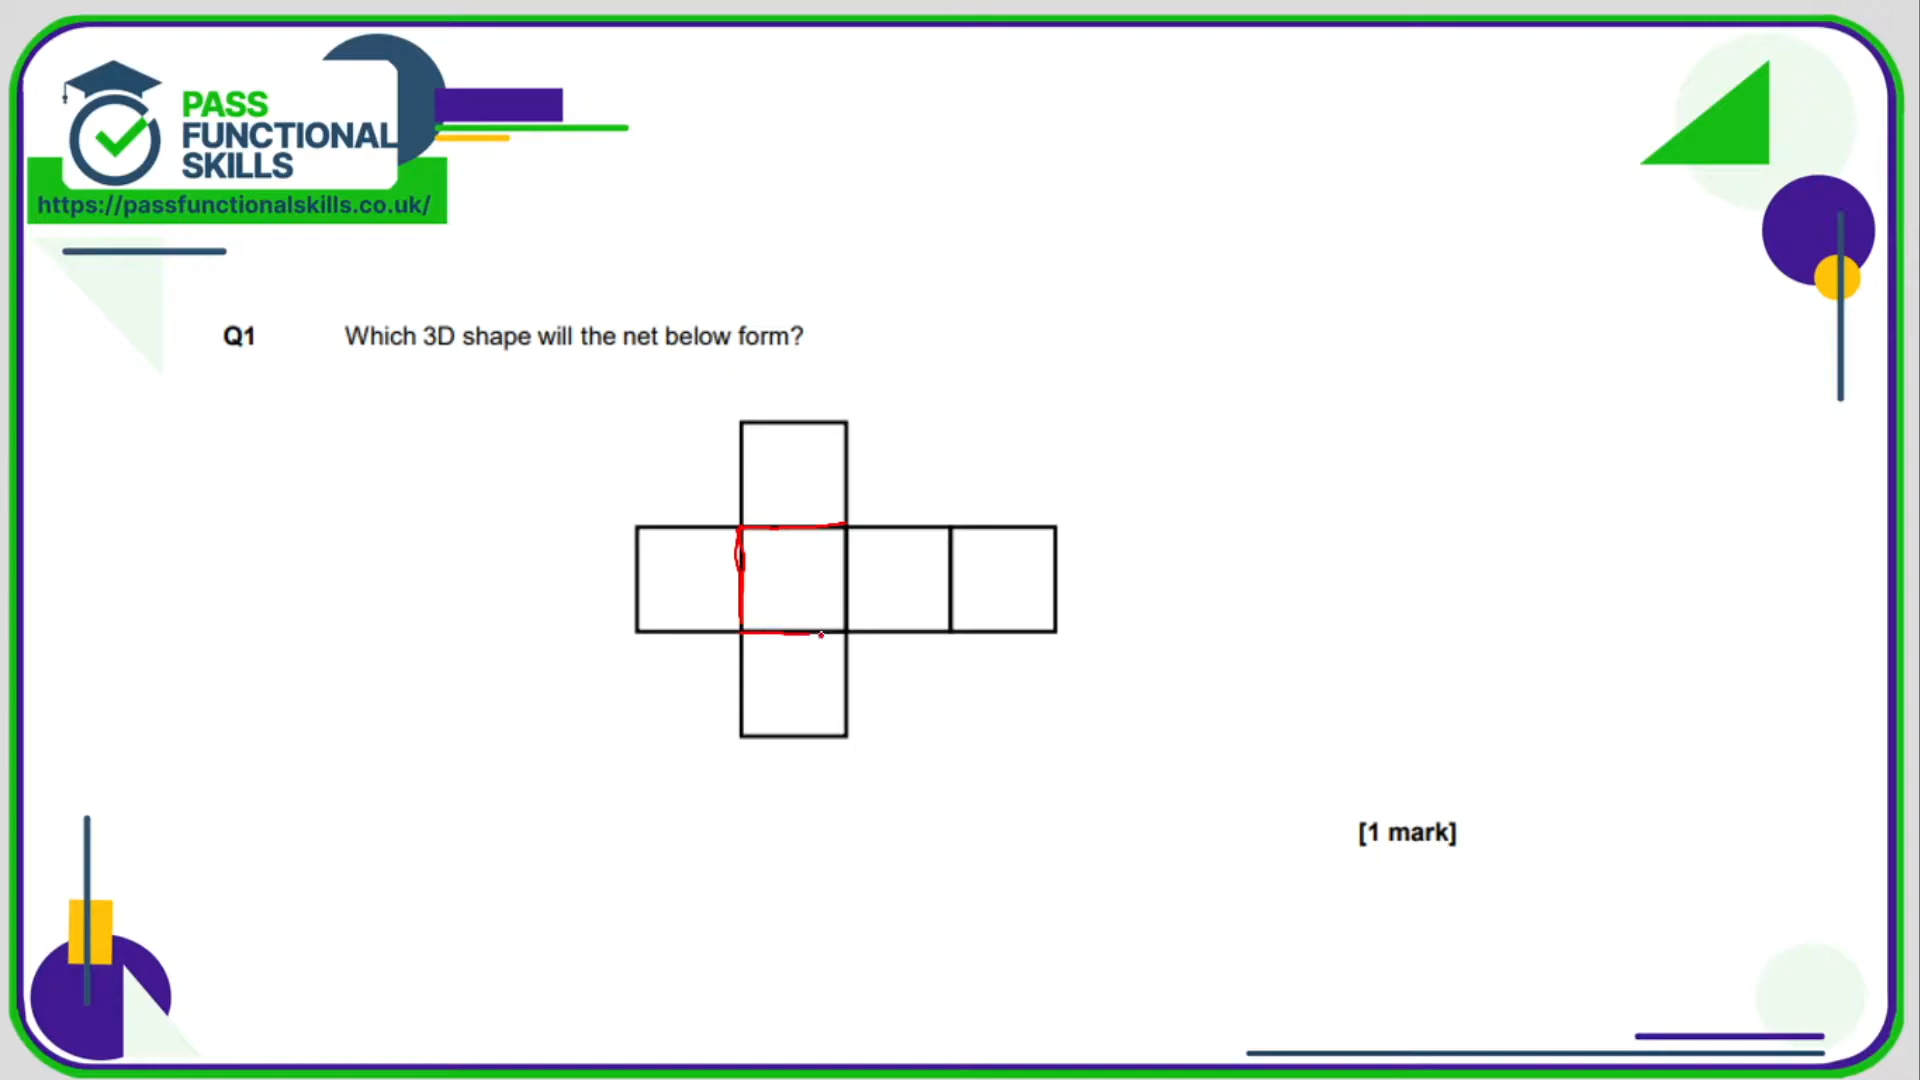 PASS
FUNCTIONAL
SKILLS
https://passfunctionalskills.co.uk/
Q1 Which 3D shape will the net below form?
[1 mark]